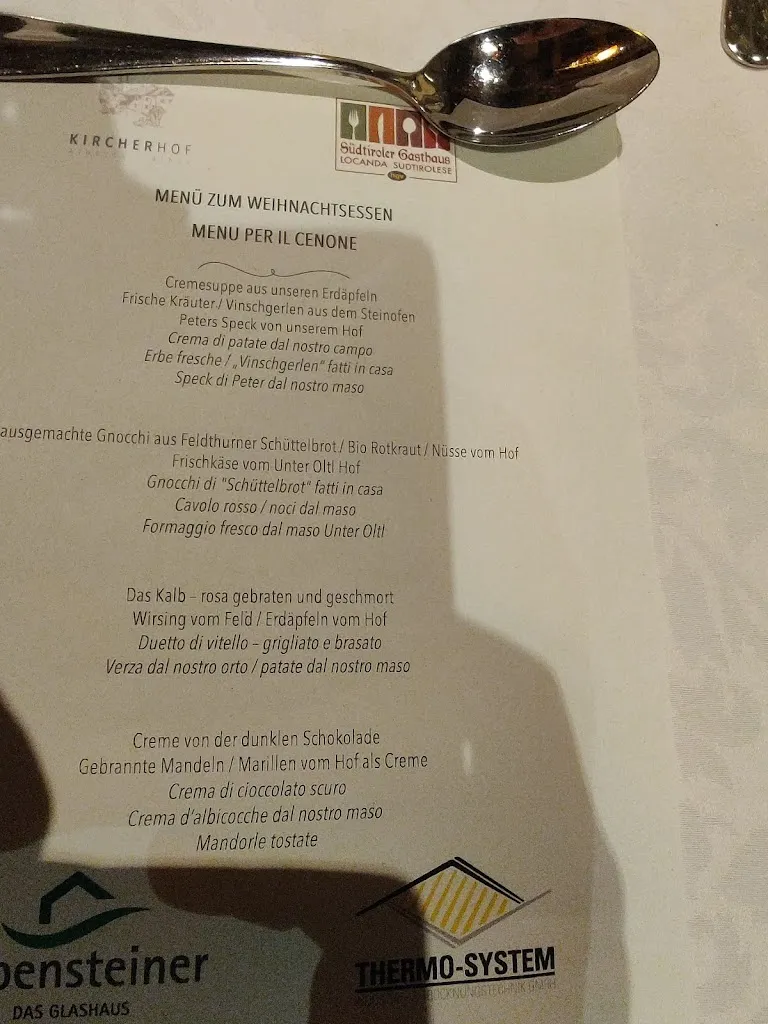 KIRCHERHOF
Südtiroler Gasthaus
LOCANDA SUDTIROLESE
MENÜ ZUM WEIHNACHTSESSEN
MENU PER IL CENONE
Cremesuppe aus unseren Erdäpfeln
Frische Kräuter / Vinschgerlen aus dem Steinofen
Peters Speck von unserem Hof
Crema di patate dal nostro campo
Erbe fresche / „Vinschgerlen" fatti in casa
Speck di Peter dal nostro maso
ausgemachte Gnocchi aus Feldthurner Schüttelbrot / Bio Rotkraut / Nüsse vom Hof
Frischkäse vom Unter Oltl Hof
Gnocchi di "Schüttelbrot" fatti in casa
Cavolo rosso / noci dal maso
Formaggio fresco dal maso Unter Oltl
Das Kalb – rosa gebraten und geschmort
Wirsing vom Feld / Erdäpfeln vom Hof
Duetto di vitello – grigliato e brasato
Verza dal nostro orto / patate dal nostro maso
Creme von der dunklen Schokolade
Gebrannte Mandeln / Marillen vom Hof als Creme
Crema di cioccolato scuro
Crema d'albicocche dal nostro maso
Mandorle tostate
bensteiner
DAS GLASHAUS
THERMO-SYSTEM